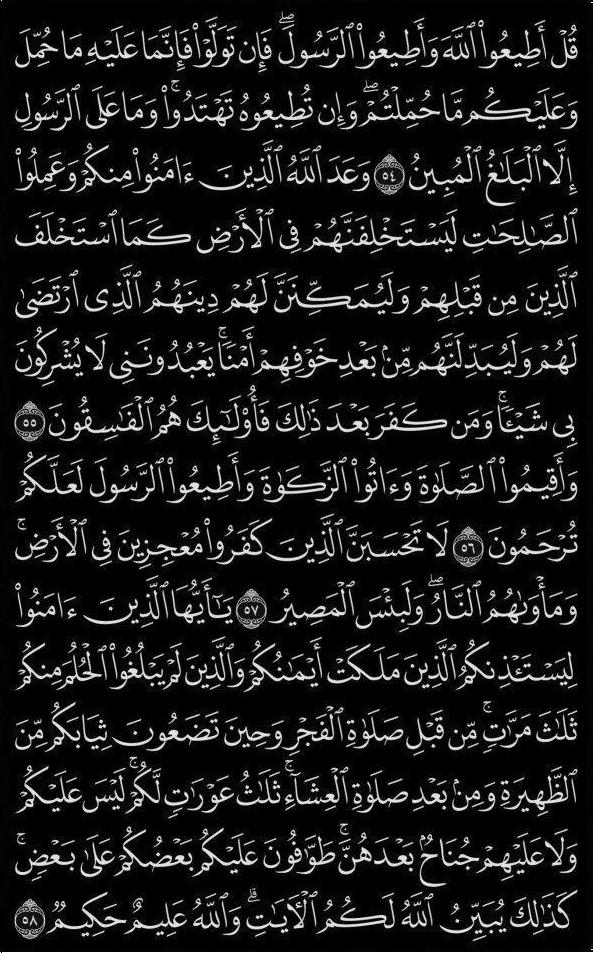 قُلْ أَطِيعُوا۟ ٱللَّهَ وَأَطِيعُوا۟ ٱلرَّسُولَ ۖ فَإِن تَوَلَّوْا۟ فَإِنَّمَا عَلَيْهِ مَا حُمِّلَ
وَعَلَيْكُم مَّا حُمِّلْتُمْ ۖ وَإِن تُطِيعُوهُ تَهْتَدُوا۟ ۚ وَمَا عَلَى ٱلرَّسُولِ
إِلَّا ٱلْبَلَٰغُ ٱلْمُبِينُ ٥٤ وَعَدَ ٱللَّهُ ٱلَّذِينَ ءَامَنُوا۟ مِنكُمْ وَعَمِلُوا۟
ٱلصَّٰلِحَٰتِ لَيَسْتَخْلِفَنَّهُمْ فِى ٱلْأَرْضِ كَمَا ٱسْتَخْلَفَ
ٱلَّذِينَ مِن قَبْلِهِمْ وَلَيُمَكِّنَنَّ لَهُمْ دِينَهُمُ ٱلَّذِى ٱرْتَضَىٰ
لَهُمْ وَلَيُبَدِّلَنَّهُم مِّنۢ بَعْدِ خَوْفِهِمْ أَمْنًا ۚ يَعْبُدُونَنِى لَا يُشْرِكُونَ
بِى شَيْـًٔا ۚ وَمَن كَفَرَ بَعْدَ ذَٰلِكَ فَأُو۟لَٰٓئِكَ هُمُ ٱلْفَٰسِقُونَ ٥٥
وَأَقِيمُوا۟ ٱلصَّلَوٰةَ وَءَاتُوا۟ ٱلزَّكَوٰةَ وَأَطِيعُوا۟ ٱلرَّسُولَ لَعَلَّكُمْ
تُرْحَمُونَ ٥٦ لَا تَحْسَبَنَّ ٱلَّذِينَ كَفَرُوا۟ مُعْجِزِينَ فِى ٱلْأَرْضِ ۚ
وَمَأْوَىٰهُمُ ٱلنَّارُ ۖ وَلَبِئْسَ ٱلْمَصِيرُ ٥٧ يَٰٓأَيُّهَا ٱلَّذِينَ ءَامَنُوا۟
لِيَسْتَـْٔذِنكُمُ ٱلَّذِينَ مَلَكَتْ أَيْمَٰنُكُمْ وَٱلَّذِينَ لَمْ يَبْلُغُوا۟ ٱلْحُلُمَ مِنكُمْ
ثَلَٰثَ مَرَّٰتٍ ۚ مِّن قَبْلِ صَلَوٰةِ ٱلْفَجْرِ وَحِينَ تَضَعُونَ ثِيَابَكُم مِّنَ
ٱلظَّهِيرَةِ وَمِنۢ بَعْدِ صَلَوٰةِ ٱلْعِشَآءِ ۚ ثَلَٰثُ عَوْرَٰتٍ لَّكُمْ ۚ لَيْسَ عَلَيْكُمْ
وَلَا عَلَيْهِمْ جُنَاحٌۢ بَعْدَهُنَّ ۚ طَوَّٰفُونَ عَلَيْكُم بَعْضُكُمْ عَلَىٰ بَعْضٍ ۚ
كَذَٰلِكَ يُبَيِّنُ ٱللَّهُ لَكُمُ ٱلْـَٔايَٰتِ ۗ وَٱللَّهُ عَلِيمٌ حَكِيمٌ ٥٨